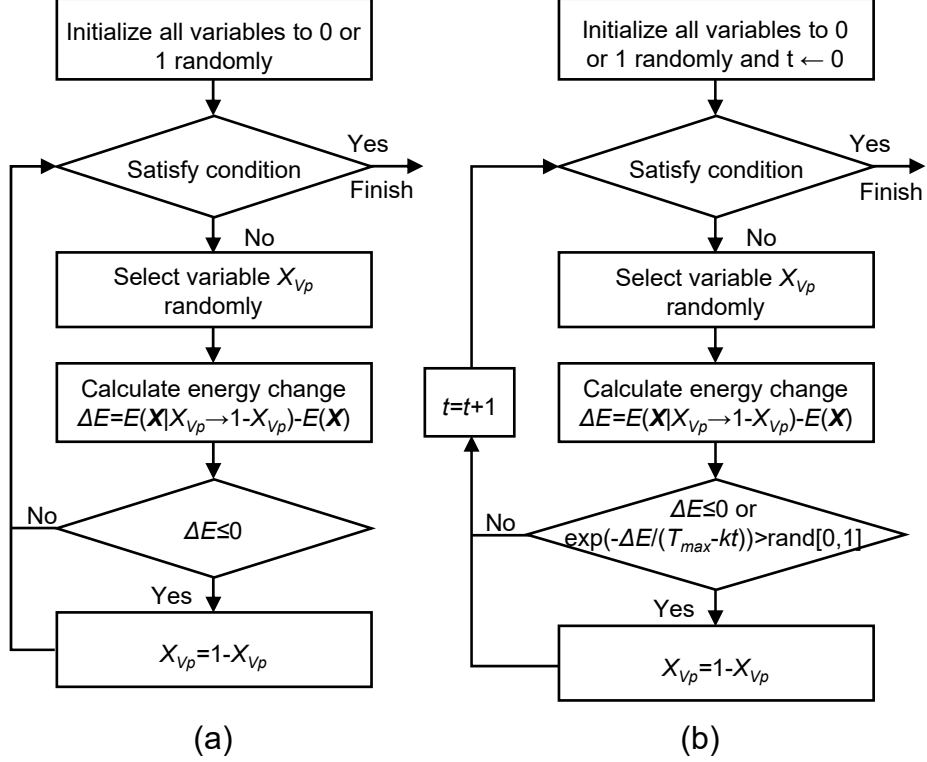 Initialize all variables to 0 or
1 randomly
Satisfy condition
Yes
Finish
No
Select variable X_Vp
randomly
Calculate energy change
ΔE=E(X|X_Vp→1-X_Vp)-E(X)
No
ΔE≤0
Yes
X_Vp=1-X_Vp
(a)
Initialize all variables to 0
or 1 randomly and t ← 0
Satisfy condition
Yes
Finish
No
Select variable X_Vp
randomly
Calculate energy change
ΔE=E(X|X_Vp→1-X_Vp)-E(X)
t=t+1
No
ΔE≤0 or
exp(-ΔE/(T_max-kt))>rand[0,1]
Yes
X_Vp=1-X_Vp
(b)